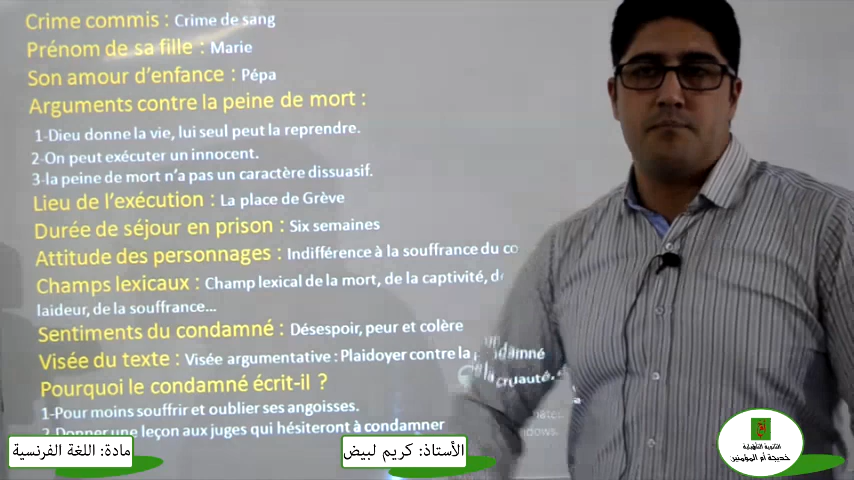 Crime commis : Crime de sang
Prénom de sa fille : Marie
Son amour d'enfance : Pépa
Arguments contre la peine de mort :
1-Dieu donne la vie, lui seul peut la reprendre.
2-On peut exécuter un innocent.
3-la peine de mort n'a pas un caractère dissuasif.
Lieu de l'exécution : La place de Grève
Durée de séjour en prison : Six semaines
Attitude des personnages : Indifférence à la souffrance du
Champs lexicaux : Champ lexical de la mort, de la captivité,
laideur, de la souffrance...
Sentiments du condamné : Désespoir, peur et colère
Visée du texte : Visée argumentative : Plaidoyer contre la
cruauté.
Pourquoi le condamné écrit-il ?
1-Pour moins souffrir et oublier ses angoisses.
2-Donner une leçon aux juges qui hésiteront à condamner
مادة: اللغة الفرنسية
الأستاذ: كريم لبيض
الثانوية التأهيلية
خديجة أم المؤمنين